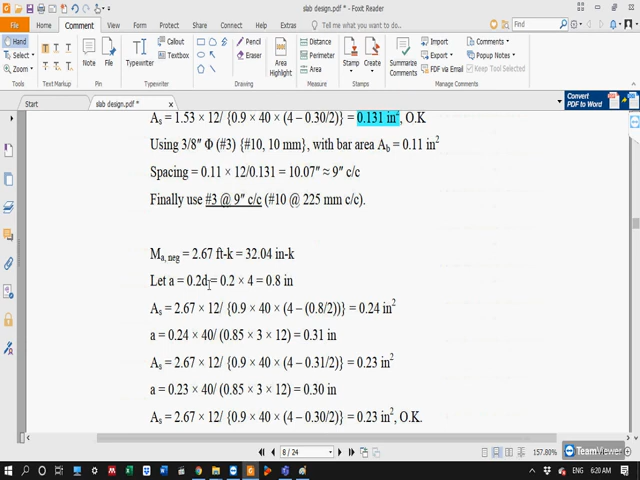 slab design.pdf * - Foxit Reader
File
Home
Comment
View
Form
Protect
Share
Connect
Help
Extras
Tell me what you want to do...
Find
Hand
Select
Zoom
Tools
Text Markup
Note
File
Pin
Typewriter
Callout
Textbox
Typewriter
Drawing
Pencil
Eraser
Area Highlight
Distance
Perimeter
Area
Measure
Stamp
Create
Stamps
Summarize Comments
Import
Export
FDF via Email
Comments
Popup Notes
Manage Comments
Start
slab design.pdf *
Convert PDF to Word
As = 1.53 × 12/ {0.9 × 40 × (4 – 0.30/2)} = 0.131 in2, O.K
Using 3/8″ Φ (#3) {#10, 10 mm}, with bar area Ab = 0.11 in2
Spacing = 0.11 × 12/0.131 = 10.07″ ≈ 9″ c/c
Finally use #3 @ 9″ c/c (#10 @ 225 mm c/c).
Ma, neg = 2.67 ft-k = 32.04 in-k
Let a = 0.2d = 0.2 × 4 = 0.8 in
As = 2.67 × 12/ {0.9 × 40 × (4 – (0.8/2))} = 0.24 in2
a = 0.24 × 40/ (0.85 × 3 × 12) = 0.31 in
As = 2.67 × 12/ {0.9 × 40 × (4 – 0.31/2)} = 0.23 in2
a = 0.23 × 40/ (0.85 × 3 × 12) = 0.30 in
As = 2.67 × 12/ {0.9 × 40 × (4 – 0.30/2)} = 0.23 in2, O.K.
8 / 24
157.80%
TeamViewer
ENG
6:20 AM